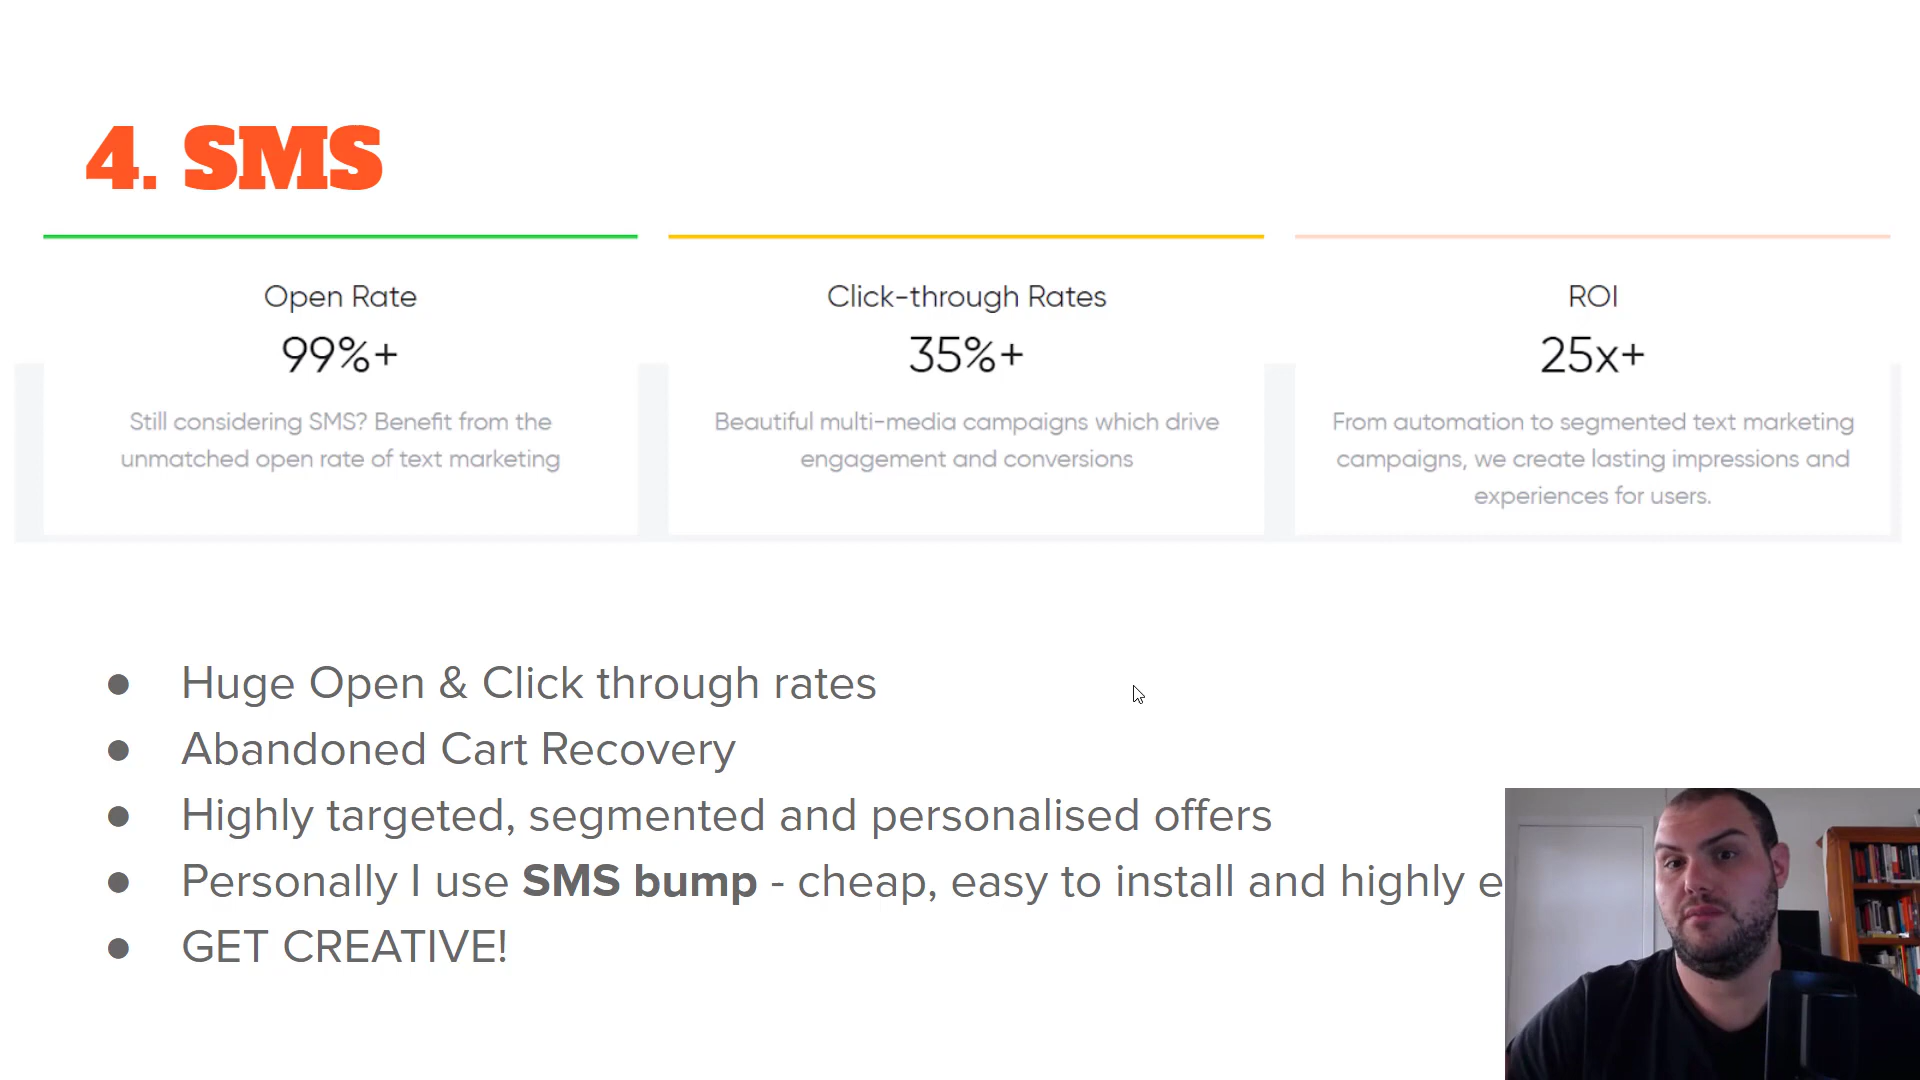 4. SMS
Open Rate
99%+
Still considering SMS? Benefit from the
unmatched open rate of text marketing
Click-through Rates
35%+
Beautiful multi-media campaigns which drive
engagement and conversions
ROI
25x+
From automation to segmented text marketing
campaigns, we create lasting impressions and
experiences for users.
● Huge Open & Click through rates
● Abandoned Cart Recovery
● Highly targeted, segmented and personalised offers
● Personally I use SMS bump - cheap, easy to install and highly e
● GET CREATIVE!